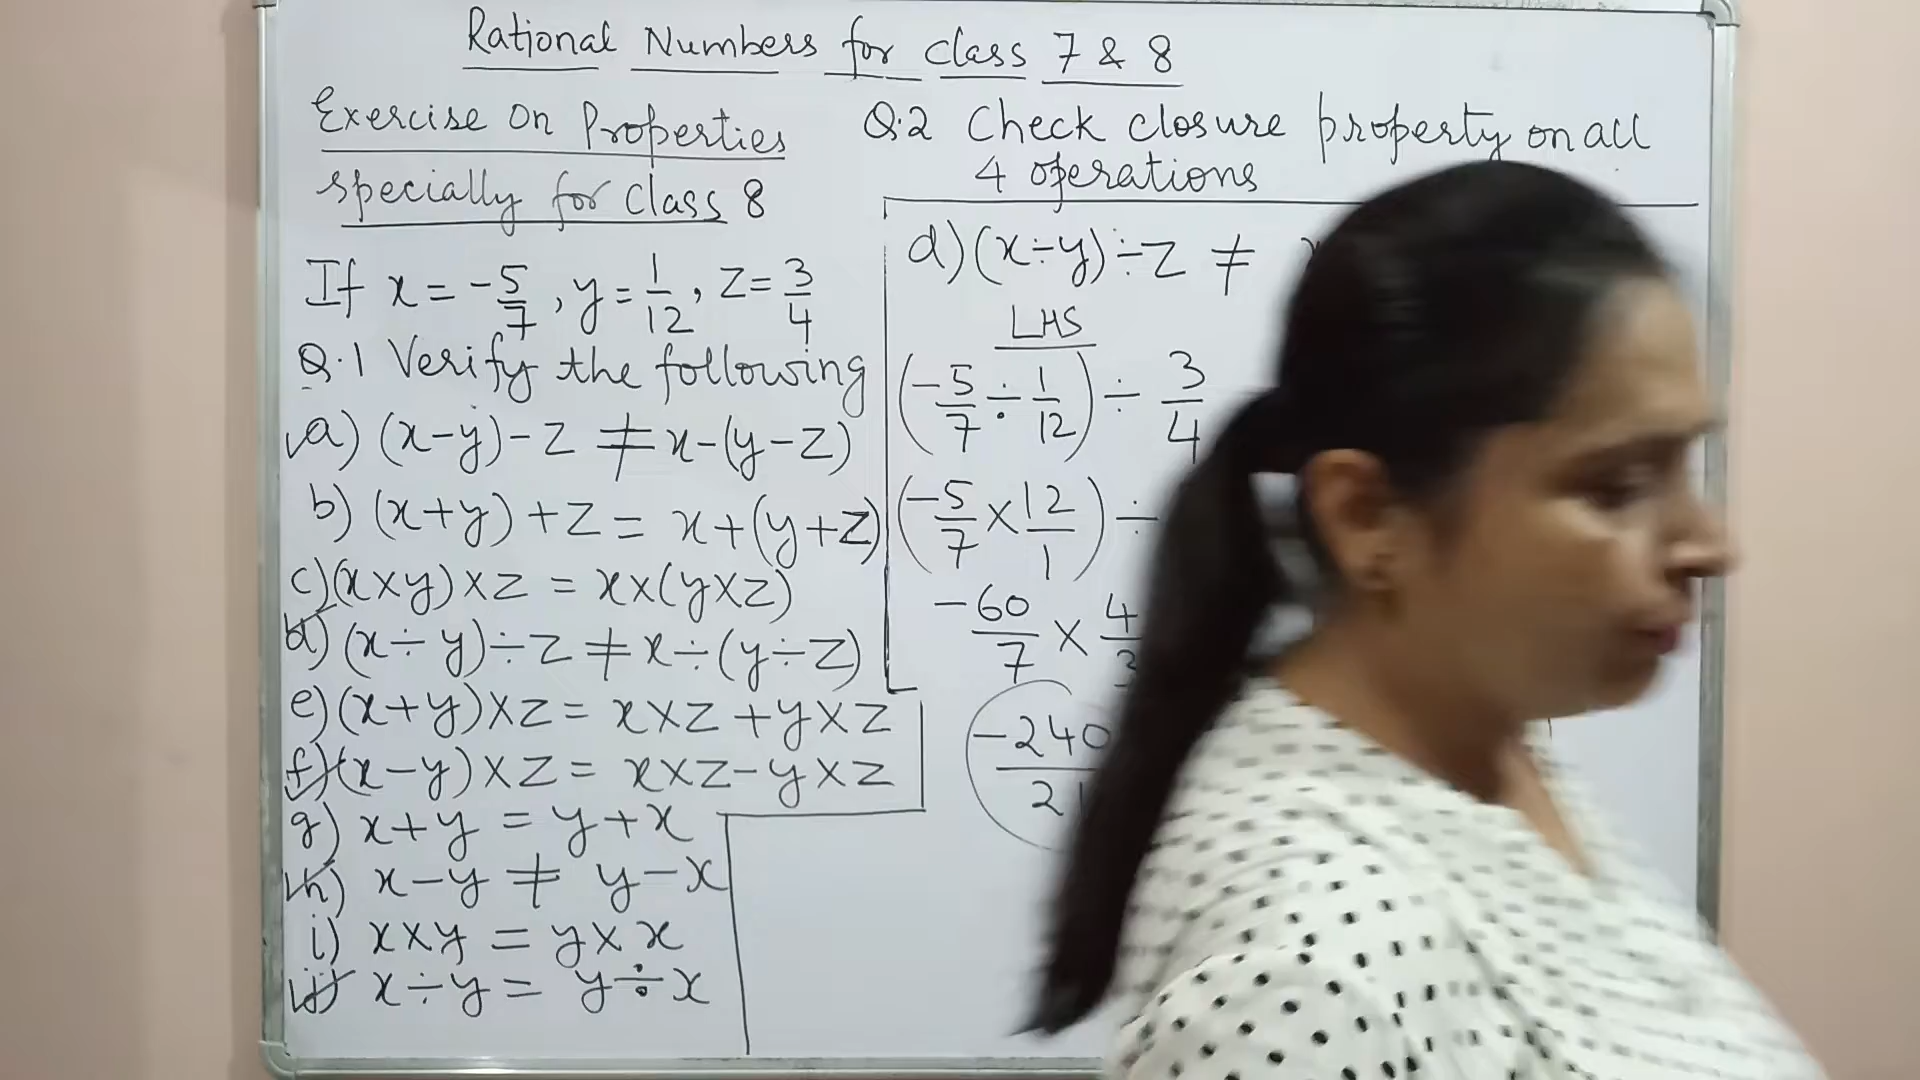 Rational Numbers for class 7 & 8
Exercise on Properties
specially for class 8
If x = -5/7, y = 1/12, z = 3/4
Q.1 Verify the following
a) (x-y)-z ≠ x-(y-z)
b) (x+y)+z = x+(y+z)
c) (x×y)×z = x×(y×z)
d) (x÷y)÷z ≠ x÷(y÷z)
e) (x+y)×z = x×z+y×z
f) (x-y)×z = x×z-y×z
g) x+y = y+x
h) x-y ≠ y-x
i) x×y = y×x
j) x÷y = y÷x
Q.2 Check closure property on all
4 operations
d) (x÷y)÷z ≠
LHS
(-5/7 ÷ 1/12) ÷ 3/4
(-5/7 × 12/1) ÷
-60/7 × 4/3
-240/21